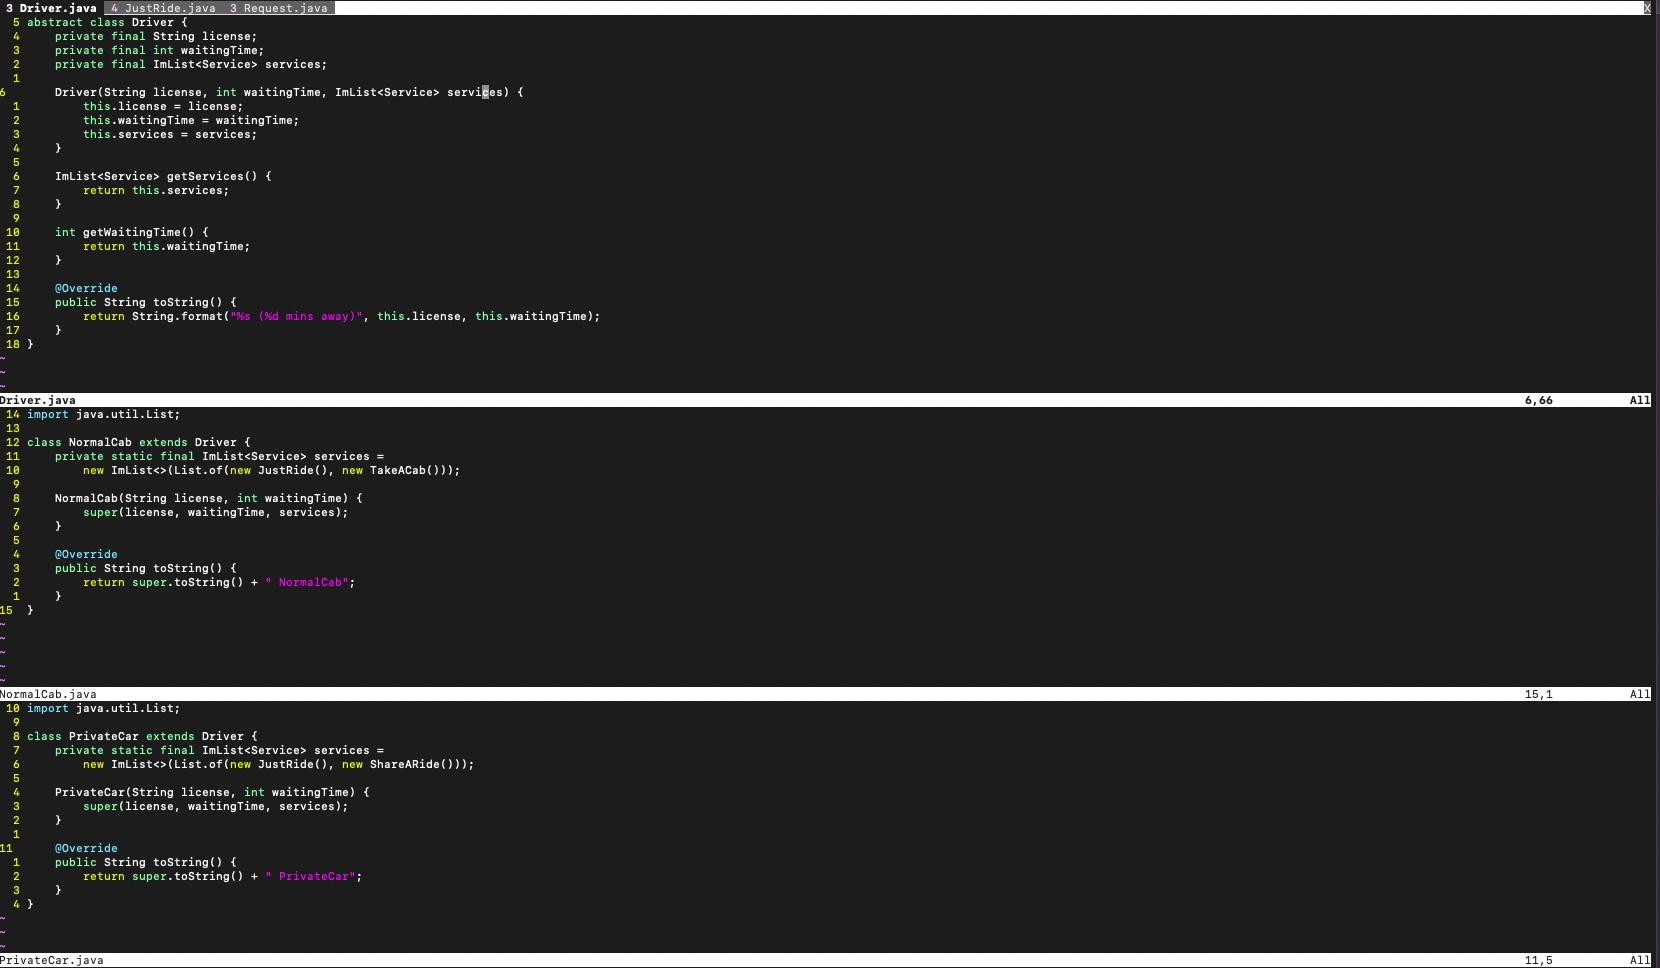 3 Driver.java  4 JustRide.java  3 Request.java X
5 abstract class Driver {
4     private final String license;
3     private final int waitingTime;
2     private final ImList<Service> services;
1
6     Driver(String license, int waitingTime, ImList<Service> services) {
1         this.license = license;
2         this.waitingTime = waitingTime;
3         this.services = services;
4     }
5
6     ImList<Service> getServices() {
7         return this.services;
8     }
9
10     int getWaitingTime() {
11         return this.waitingTime;
12     }
13
14     @Override
15     public String toString() {
16         return String.format("%s (%d mins away)", this.license, this.waitingTime);
17     }
18 }
~
~
~
Driver.java 6,66 All
14 import java.util.List;
13
12 class NormalCab extends Driver {
11     private static final ImList<Service> services =
10         new ImList<>(List.of(new JustRide(), new TakeACab()));
9
8     NormalCab(String license, int waitingTime) {
7         super(license, waitingTime, services);
6     }
5
4     @Override
3     public String toString() {
2         return super.toString() + " NormalCab";
1     }
15 }
~
~
~
~
~
NormalCab.java 15,1 All
10 import java.util.List;
9
8 class PrivateCar extends Driver {
7     private static final ImList<Service> services =
6         new ImList<>(List.of(new JustRide(), new ShareARide()));
5
4     PrivateCar(String license, int waitingTime) {
3         super(license, waitingTime, services);
2     }
1
11     @Override
1     public String toString() {
2         return super.toString() + " PrivateCar";
3     }
4 }
~
~
~
PrivateCar.java 11,5 All